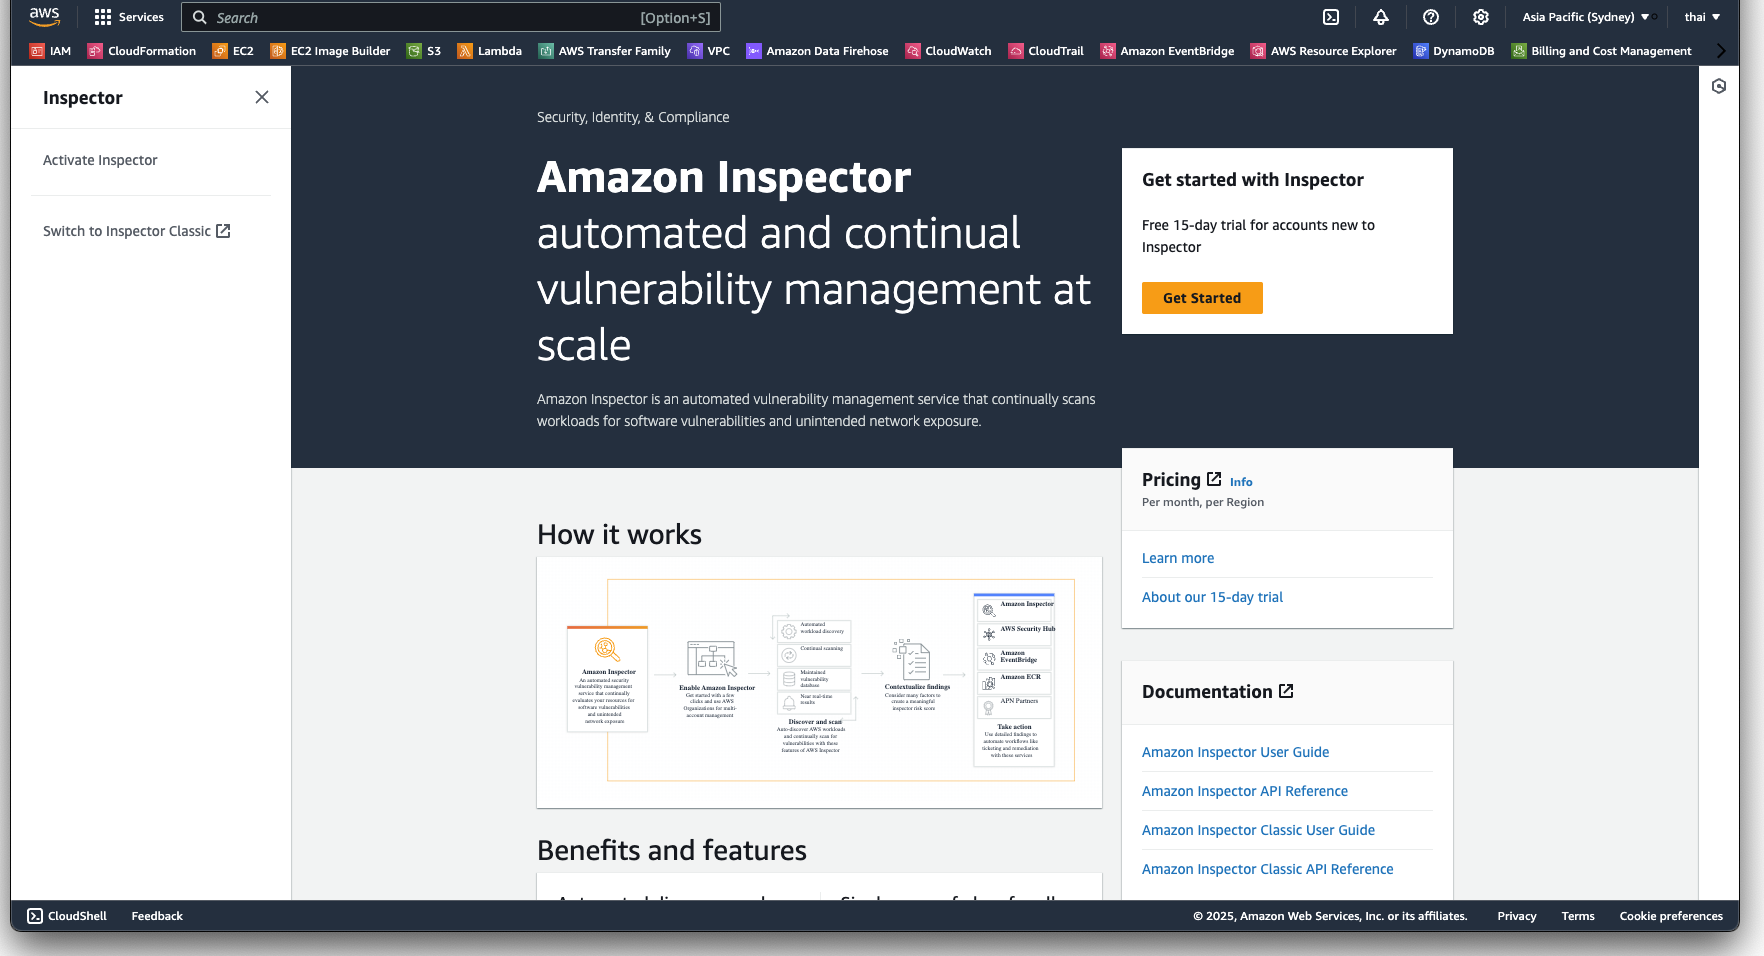 aws
Services
Search
[Option+S]
Asia Pacific (Sydney)
thai
IAM
CloudFormation
EC2
EC2 Image Builder
S3
Lambda
AWS Transfer Family
VPC
Amazon Data Firehose
CloudWatch
CloudTrail
Amazon EventBridge
AWS Resource Explorer
DynamoDB
Billing and Cost Management
Inspector
Activate Inspector
Switch to Inspector Classic
Security, Identity, & Compliance
Amazon Inspector
automated and continual
vulnerability management at
scale
Amazon Inspector is an automated vulnerability management service that continually scans
workloads for software vulnerabilities and unintended network exposure.
Get started with Inspector
Free 15-day trial for accounts new to
Inspector
Get Started
Pricing
Info
Per month, per Region
Learn more
About our 15-day trial
How it works
Amazon Inspector
An automated security
vulnerability management
service that continually
evaluates your resources for
software vulnerabilities
and unintended
network exposure
Enable Amazon Inspector
Get started with a few
clicks and use AWS
Organizations for multi-
account management
Automated
workload discovery
Continual scanning
Maintained
vulnerability
database
Near real-time
results
Discover and scan
Auto-discover AWS workloads
and continually scan for
vulnerabilities with these
features of AWS Inspector
Contextualize findings
Consider many factors to
create a meaningful
inspector risk score
Amazon Inspector
AWS Security Hub
Amazon
EventBridge
Amazon ECR
APN Partners
Take action
Use detailed findings to
automate workflows like
ticketing and remediation
with these services
Documentation
Amazon Inspector User Guide
Amazon Inspector API Reference
Amazon Inspector Classic User Guide
Amazon Inspector Classic API Reference
Benefits and features
CloudShell
Feedback
© 2025, Amazon Web Services, Inc. or its affiliates.
Privacy
Terms
Cookie preferences